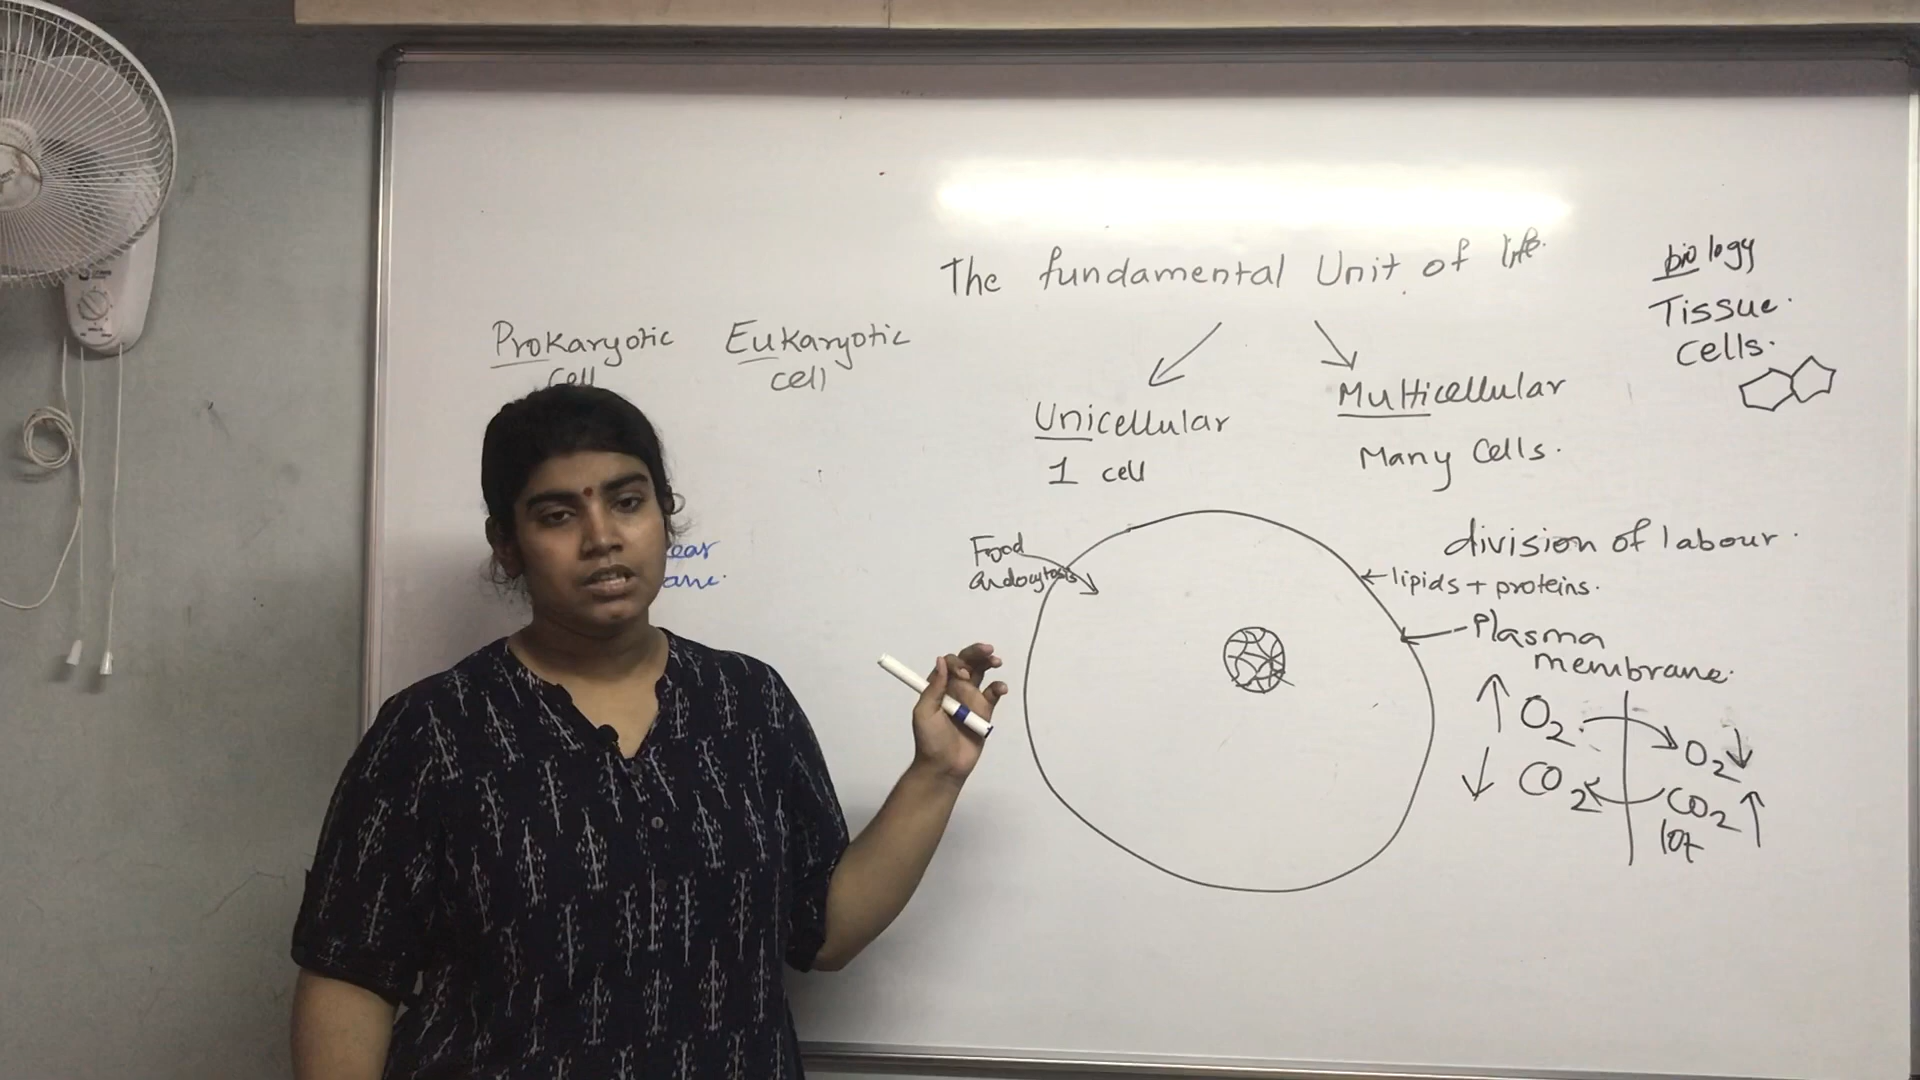 The fundamental Unit of life.
biology
Tissue.
Cells.
Prokaryotic
Cell
Eukaryotic
cell
Unicellular
1 cell
Multicellular
Many Cells.
division of labour.
Food
endocytosis
lipids + proteins.
Plasma
membrane.
↑ O2
O2 ↓
↓ CO2
CO2 ↑